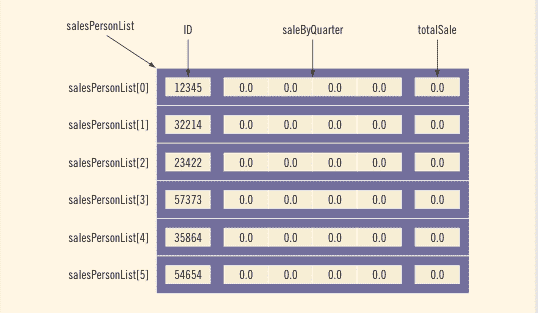 salesPersonList
ID saleByQuarter totalSale
salesPersonList[0] 12345 0.0 0.0 0.0 0.0 0.0
salesPersonList[1] 32214 0.0 0.0 0.0 0.0 0.0
salesPersonList[2] 23422 0.0 0.0 0.0 0.0 0.0
salesPersonList[3] 57373 0.0 0.0 0.0 0.0 0.0
salesPersonList[4] 35864 0.0 0.0 0.0 0.0 0.0
salesPersonList[5] 54654 0.0 0.0 0.0 0.0 0.0